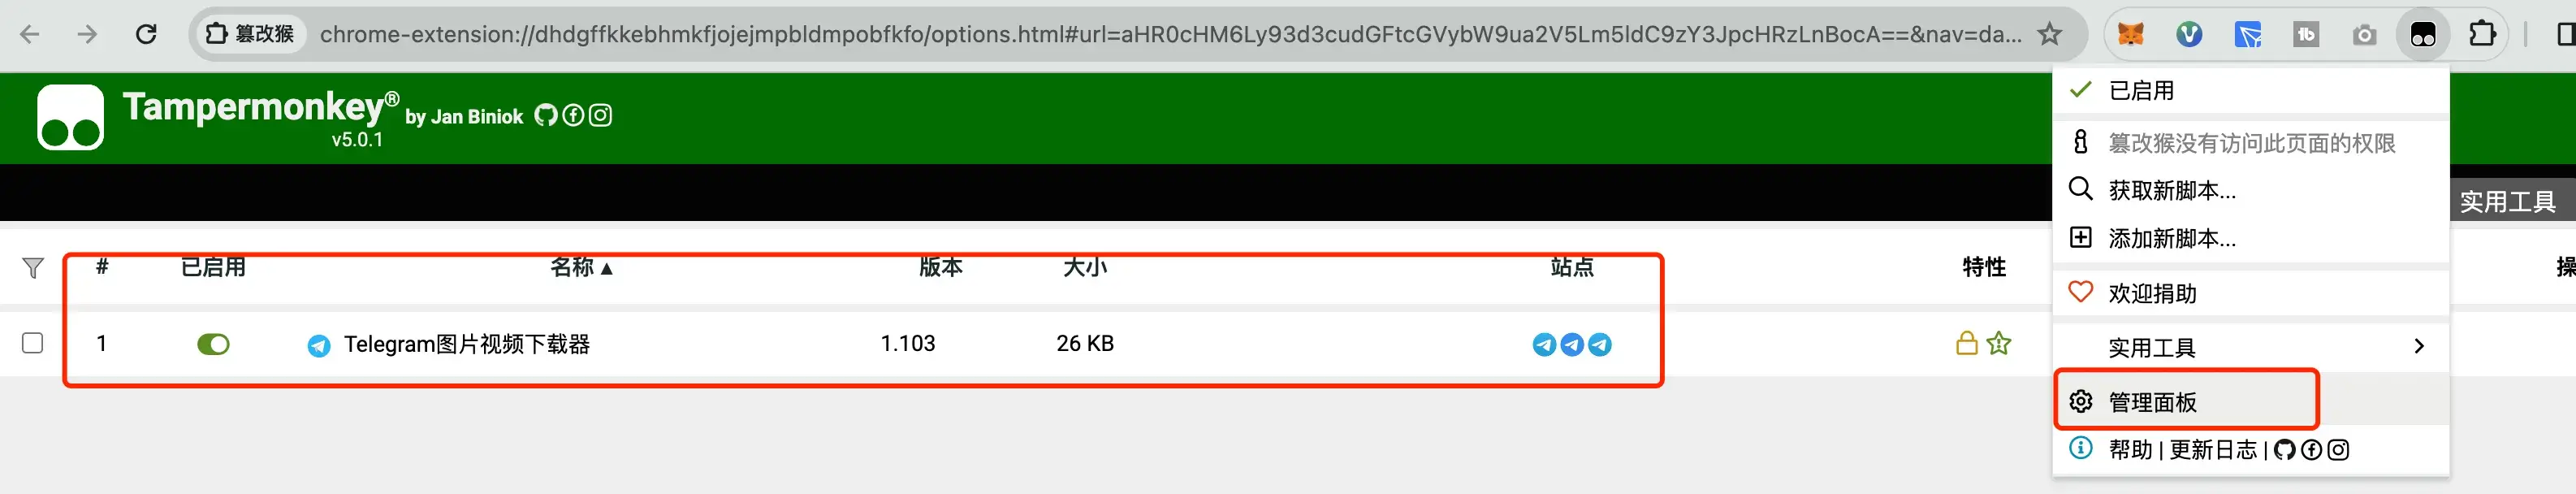 篡改猴 chrome-extension://dhdgffkkebhmkfjojejmpbldmpobfkfo/options.html#url=aHR0cHM6Ly93d3cudGFtcGVybW9ua2V5Lm5ldC9zY3JpcHRzLnBocA==&nav=da...
Tampermonkey® by Jan Biniok
v5.0.1
实用工具
# 已启用 名称▲ 版本 大小 站点 特性 操
1 Telegram图片视频下载器 1.103 26 KB
已启用
篡改猴没有访问此页面的权限
获取新脚本...
添加新脚本...
欢迎捐助
实用工具
管理面板
帮助 | 更新日志 |